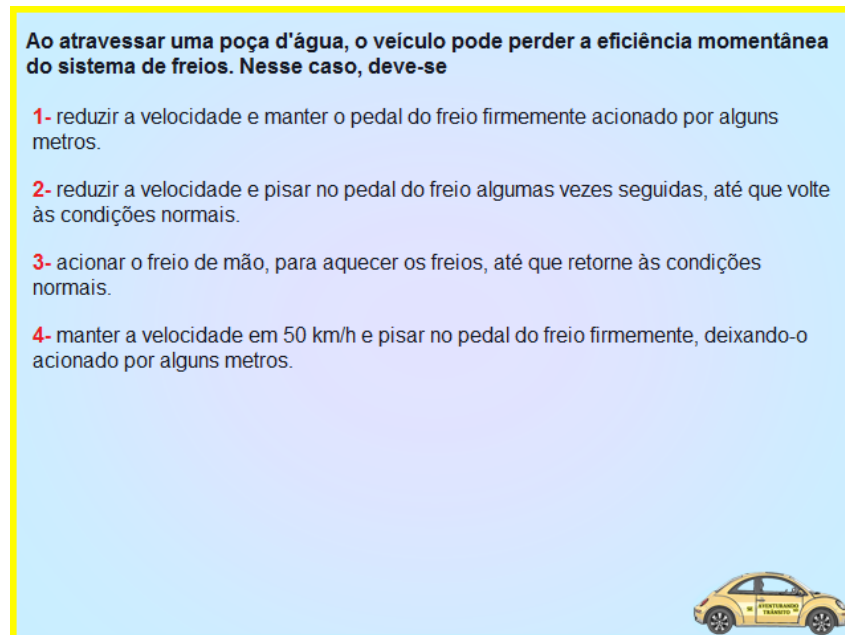 Ao atravessar uma poça d'água, o veículo pode perder a eficiência momentânea
do sistema de freios. Nesse caso, deve-se
1- reduzir a velocidade e manter o pedal do freio firmemente acionado por alguns
metros.
2- reduzir a velocidade e pisar no pedal do freio algumas vezes seguidas, até que volte
às condições normais.
3- acionar o freio de mão, para aquecer os freios, até que retorne às condições
normais.
4- manter a velocidade em 50 km/h e pisar no pedal do freio firmemente, deixando-o
acionado por alguns metros.
SE AVENTURANDO NO
TRÂNSITO